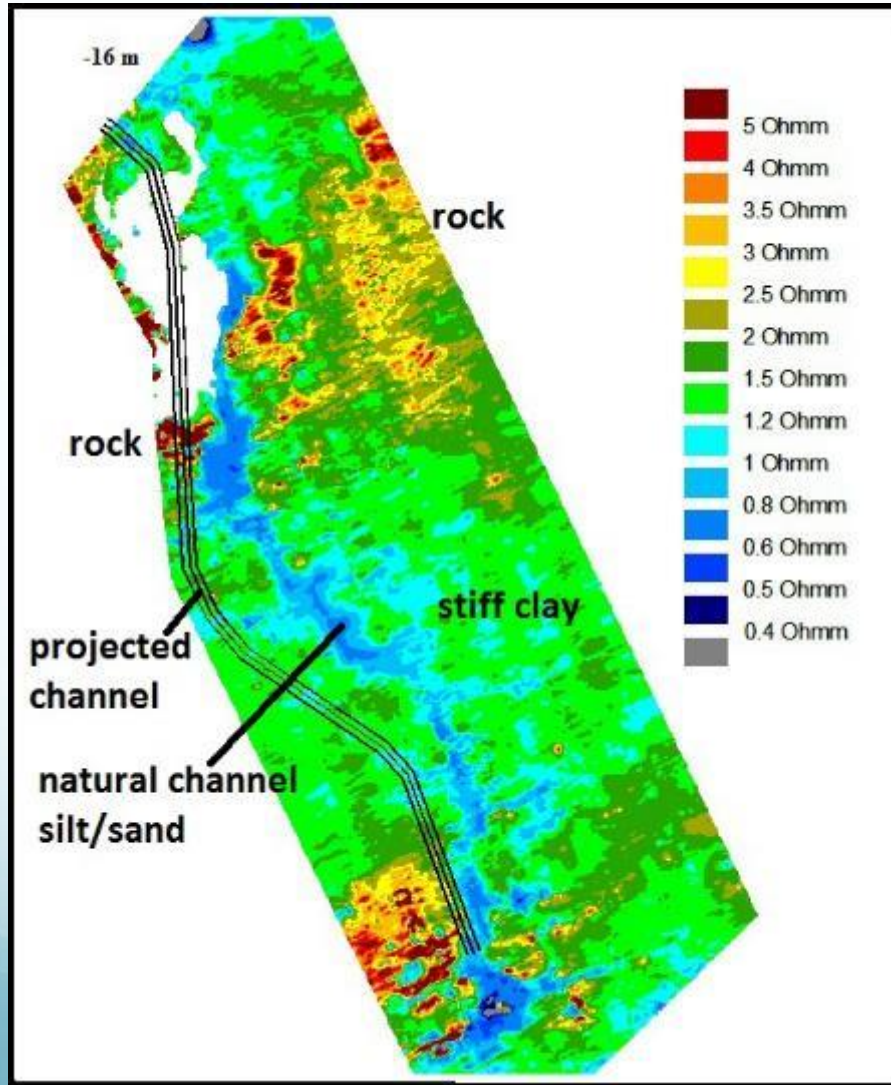 -16 m
rock
rock
stiff clay
projected
channel
natural channel
silt/sand
5 Ohmm
4 Ohmm
3.5 Ohmm
3 Ohmm
2.5 Ohmm
2 Ohmm
1.5 Ohmm
1.2 Ohmm
1 Ohmm
0.8 Ohmm
0.6 Ohmm
0.5 Ohmm
0.4 Ohmm